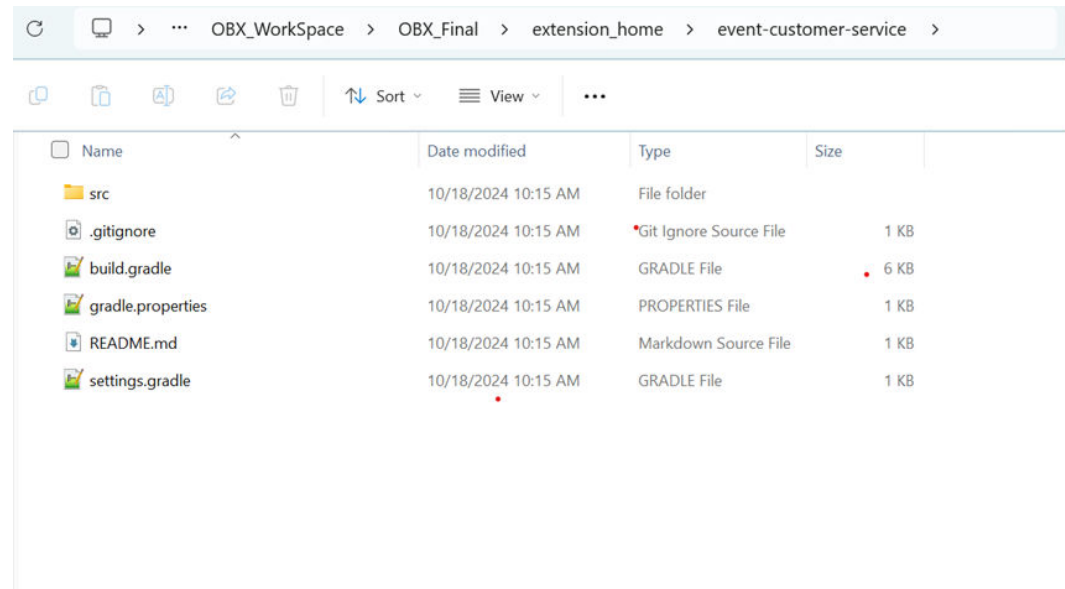 OBX_WorkSpace > OBX_Final > extension_home > event-customer-service >
Sort View
Name Date modified Type Size
src 10/18/2024 10:15 AM File folder
.gitignore 10/18/2024 10:15 AM Git Ignore Source File 1 KB
build.gradle 10/18/2024 10:15 AM GRADLE File 6 KB
gradle.properties 10/18/2024 10:15 AM PROPERTIES File 1 KB
README.md 10/18/2024 10:15 AM Markdown Source File 1 KB
settings.gradle 10/18/2024 10:15 AM GRADLE File 1 KB